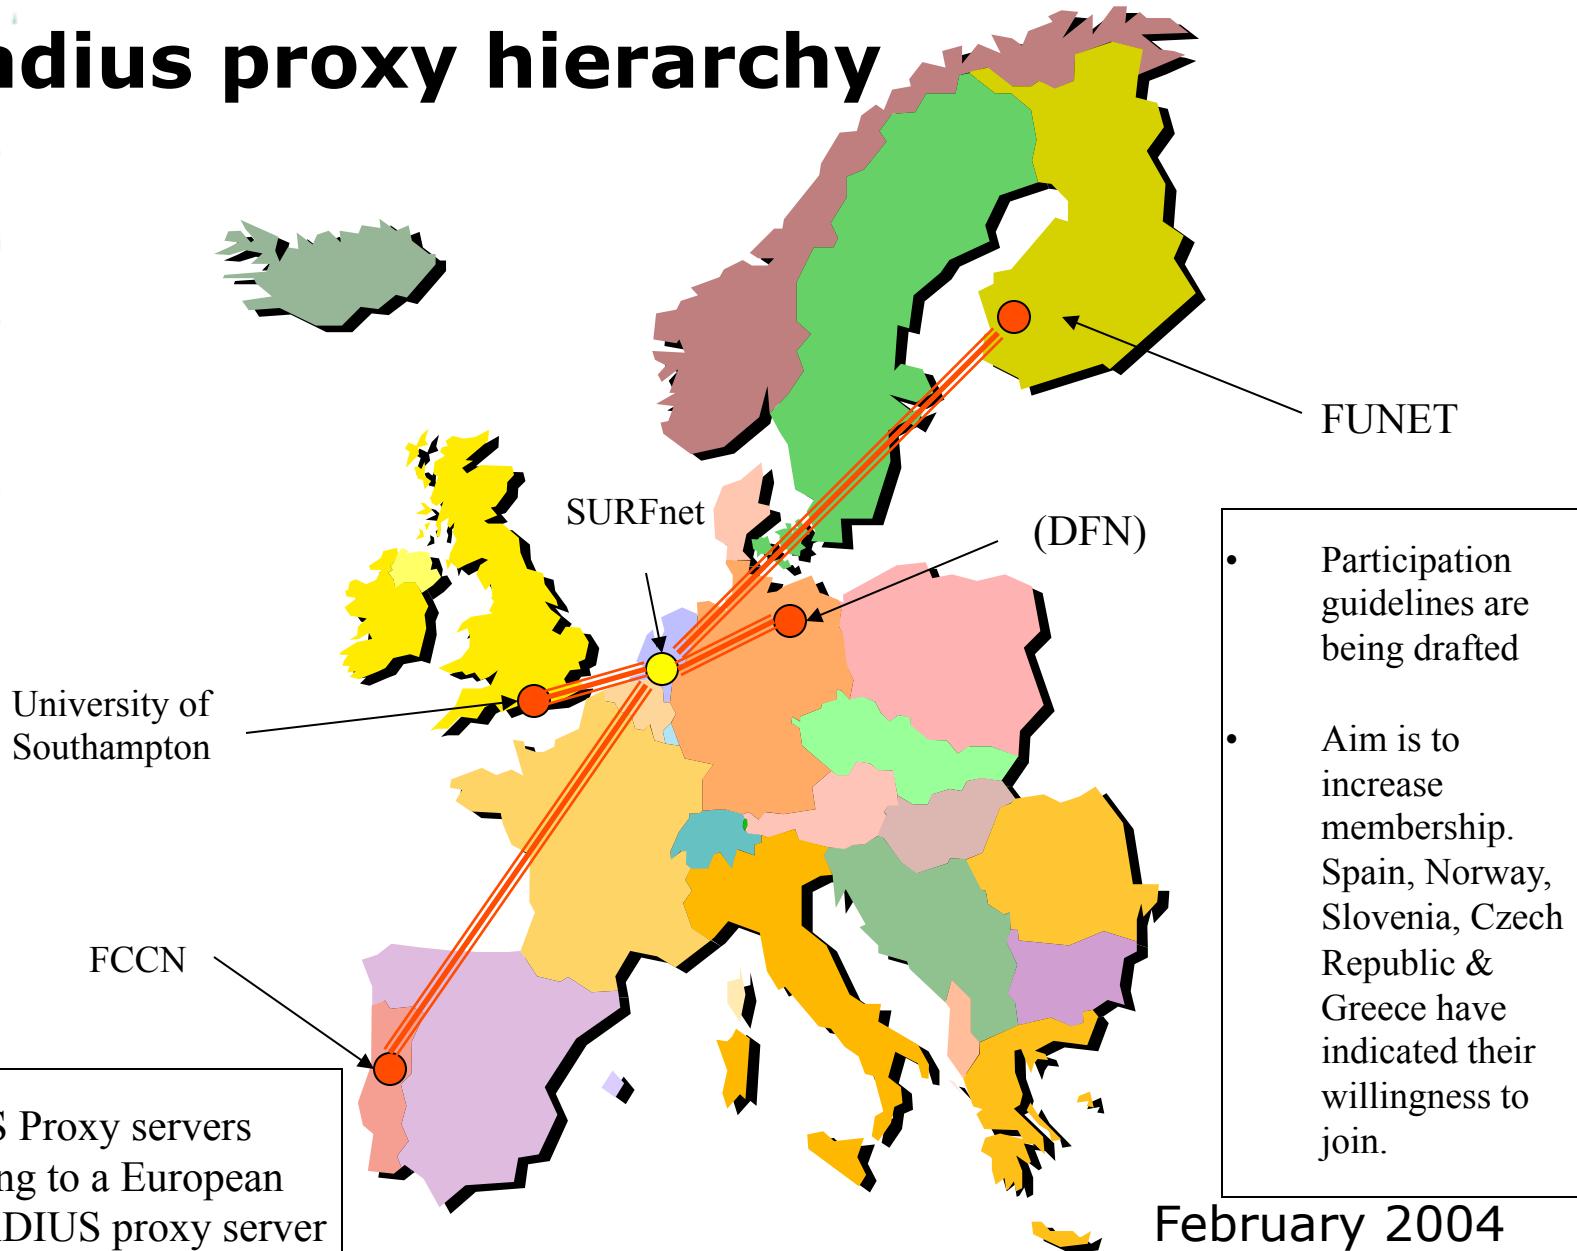 adius proxy hierarchy
FUNET
SURFnet
(DFN)
University of
Southampton
FCCN
• Participation
guidelines are
being drafted
• Aim is to
increase
membership.
Spain, Norway,
Slovenia, Czech
Republic &
Greece have
indicated their
willingness to
join.
S Proxy servers
ng to a European
DIUS proxy server
February 2004